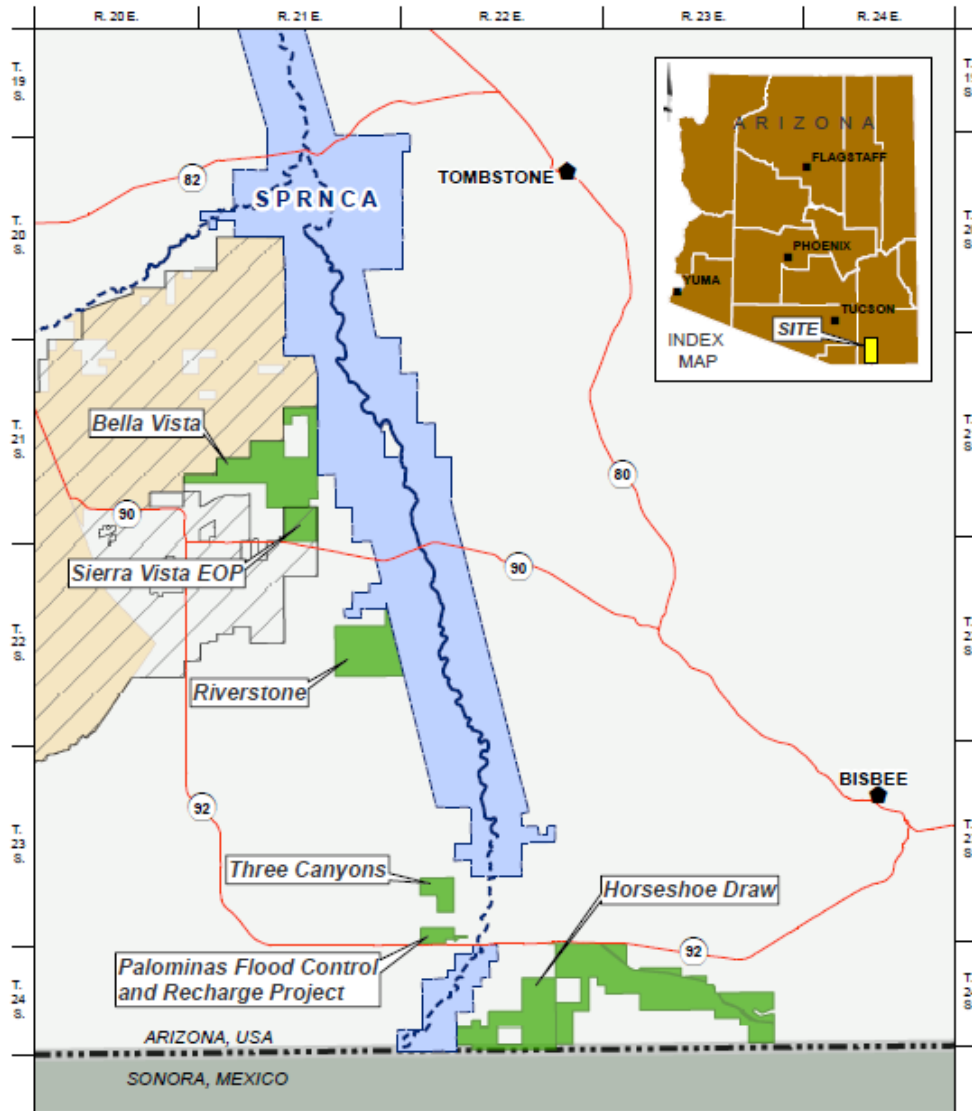 R. 20 E.
R. 21 E.
R. 22 E.
R. 23 E.
R. 24 E.
T.
19
S.
T.
19
S.
ARIZONA
FLAGSTAFF
PHOENIX
YUMA
TUCSON
SITE
INDEX
MAP
TOMBSTONE
82
SPRNCA
T.
20
S.
T.
S.
Bella Vista
T.
21
S.
T.
S.
80
90
90
Sierra Vista EOP
T.
22
S.
T.
S.
Riverstone
BISBEE
92
T.
23
S.
T.
S.
Three Canyons
Horseshoe Draw
92
Palominas Flood Control
and Recharge Project
T.
24
S.
T.
S.
ARIZONA, USA
SONORA, MEXICO